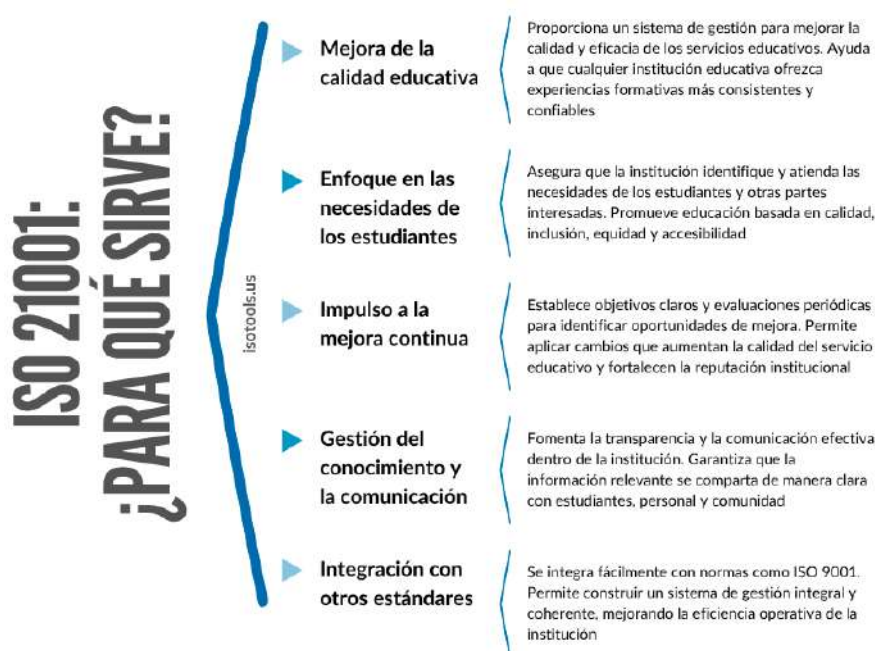 ISO 21001:
¿PARA QUÉ SIRVE?
isotools.us
Mejora de la
calidad educativa
Proporciona un sistema de gestión para mejorar la
calidad y eficacia de los servicios educativos. Ayuda
a que cualquier institución educativa ofrezca
experiencias formativas más consistentes y
confiables
Enfoque en las
necesidades de
los estudiantes
Asegura que la institución identifique y atienda las
necesidades de los estudiantes y otras partes
interesadas. Promueve educación basada en calidad,
inclusión, equidad y accesibilidad
Impulso a la
mejora continua
Establece objetivos claros y evaluaciones periódicas
para identificar oportunidades de mejora. Permite
aplicar cambios que aumentan la calidad del servicio
educativo y fortalecen la reputación institucional
Gestión del
conocimiento y
la comunicación
Fomenta la transparencia y la comunicación efectiva
dentro de la institución. Garantiza que la
información relevante se comparta de manera clara
con estudiantes, personal y comunidad
Integración con
otros estándares
Se integra fácilmente con normas como ISO 9001.
Permite construir un sistema de gestión integral y
coherente, mejorando la eficiencia operativa de la
institución